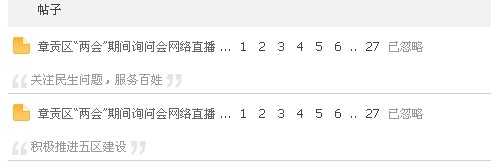 帖子
章贡区“两会”期间询问会网络直播 ... 1 2 3 4 5 6 .. 27 已忽略
关注民生问题，服务百姓
章贡区“两会”期间询问会网络直播 ... 1 2 3 4 5 6 .. 27 已忽略
积极推进五区建设